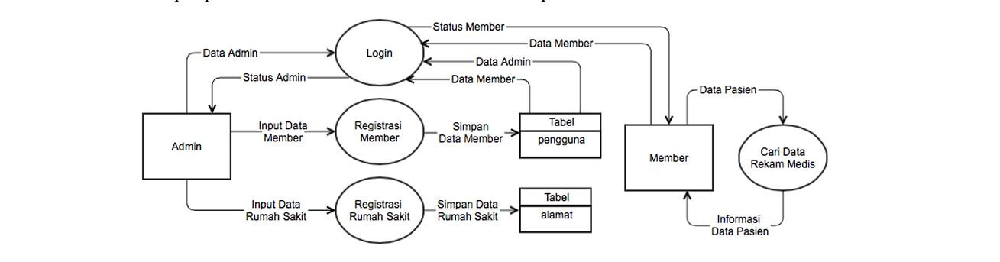 Status Member
Data Member
Data Admin
Login
Data Admin
Status Admin
Data Member
Data Pasien
Input Data
Member
Registrasi
Member
Simpan
Data Member
Tabel
pengguna
Admin
Member
Cari Data
Rekam Medis
Input Data
Rumah Sakit
Registrasi
Rumah Sakit
Simpan Data
Rumah Sakit
Tabel
alamat
Informasi
Data Pasien